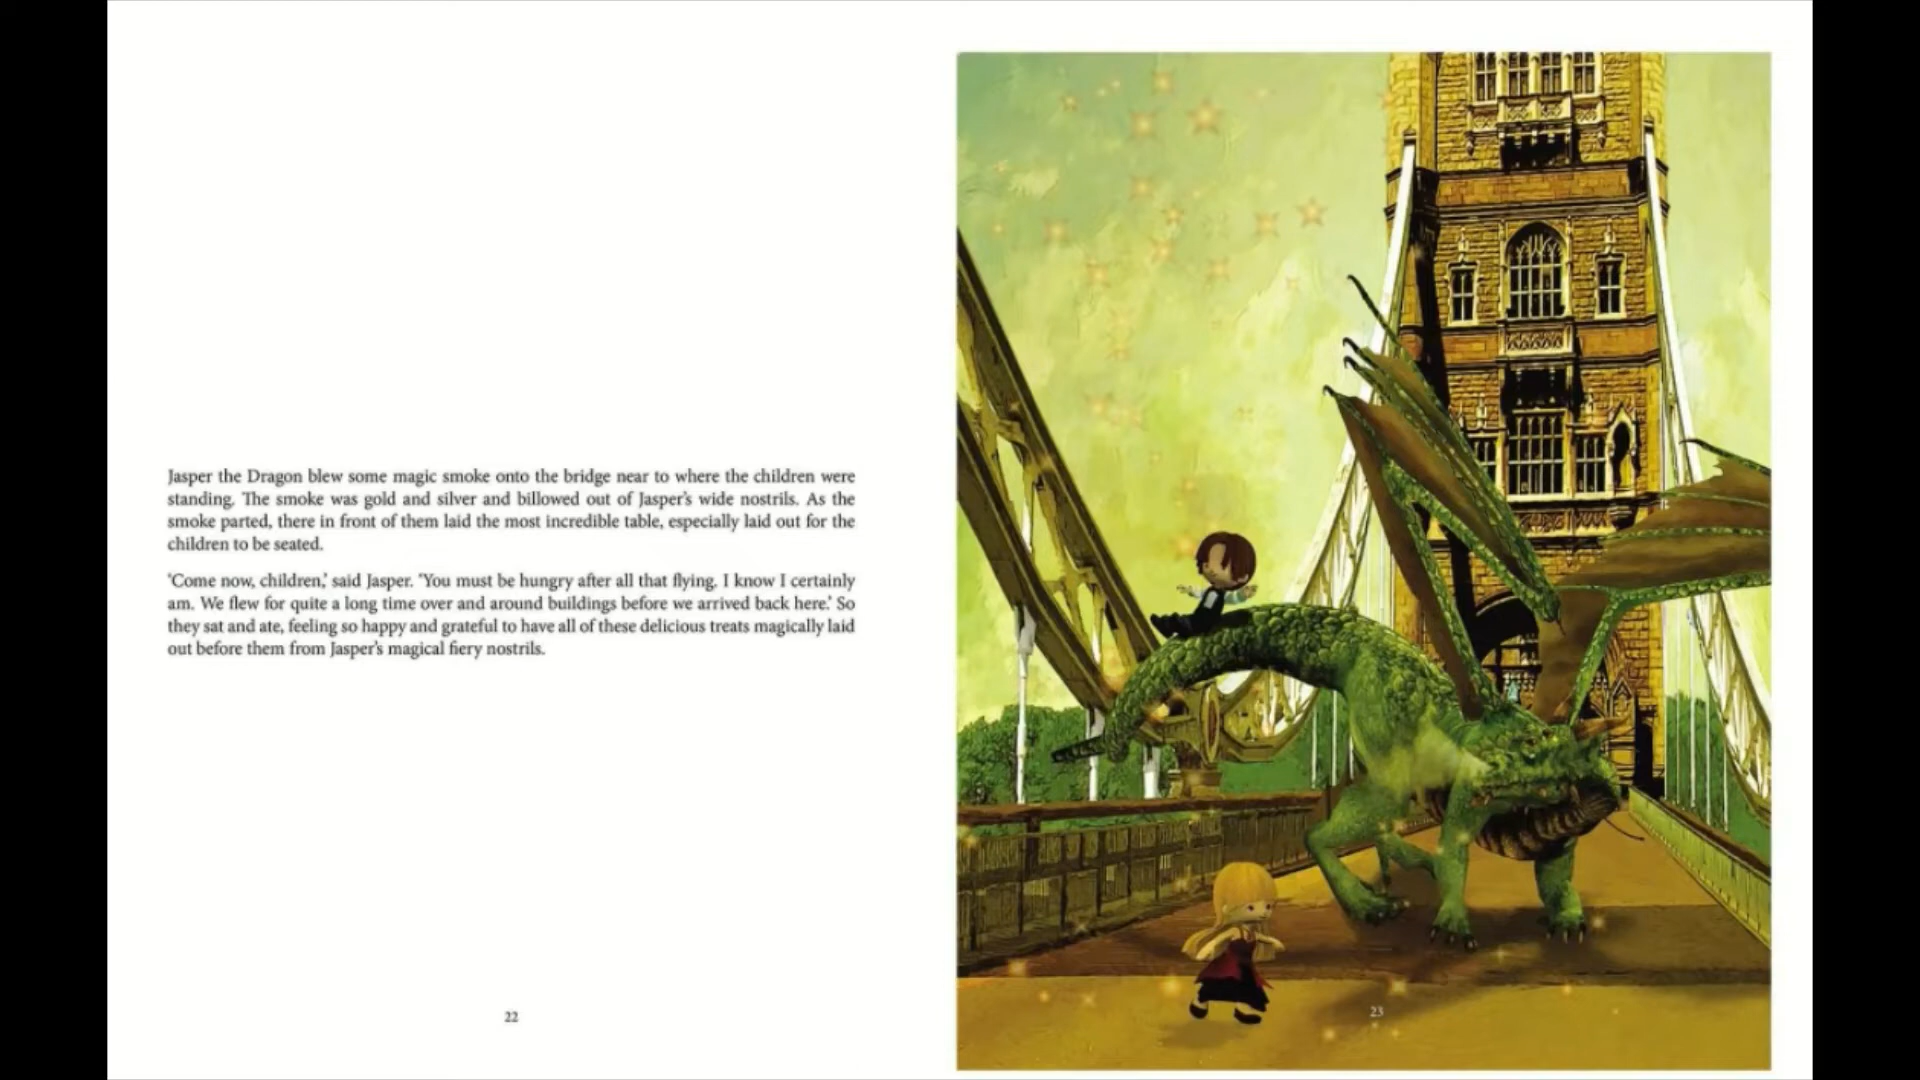 Jasper the Dragon blew some magic smoke onto the bridge near to where the children were
standing. The smoke was gold and silver and billowed out of Jasper's wide nostrils. As the
smoke parted, there in front of them laid the most incredible table, especially laid out for the
children to be seated.
'Come now, children,' said Jasper. 'You must be hungry after all that flying. I know I certainly
am. We flew for quite a long time over and around buildings before we arrived back here.' So
they sat and ate, feeling so happy and grateful to have all of these delicious treats magically laid
out before them from Jasper's magical fiery nostrils.
22
23